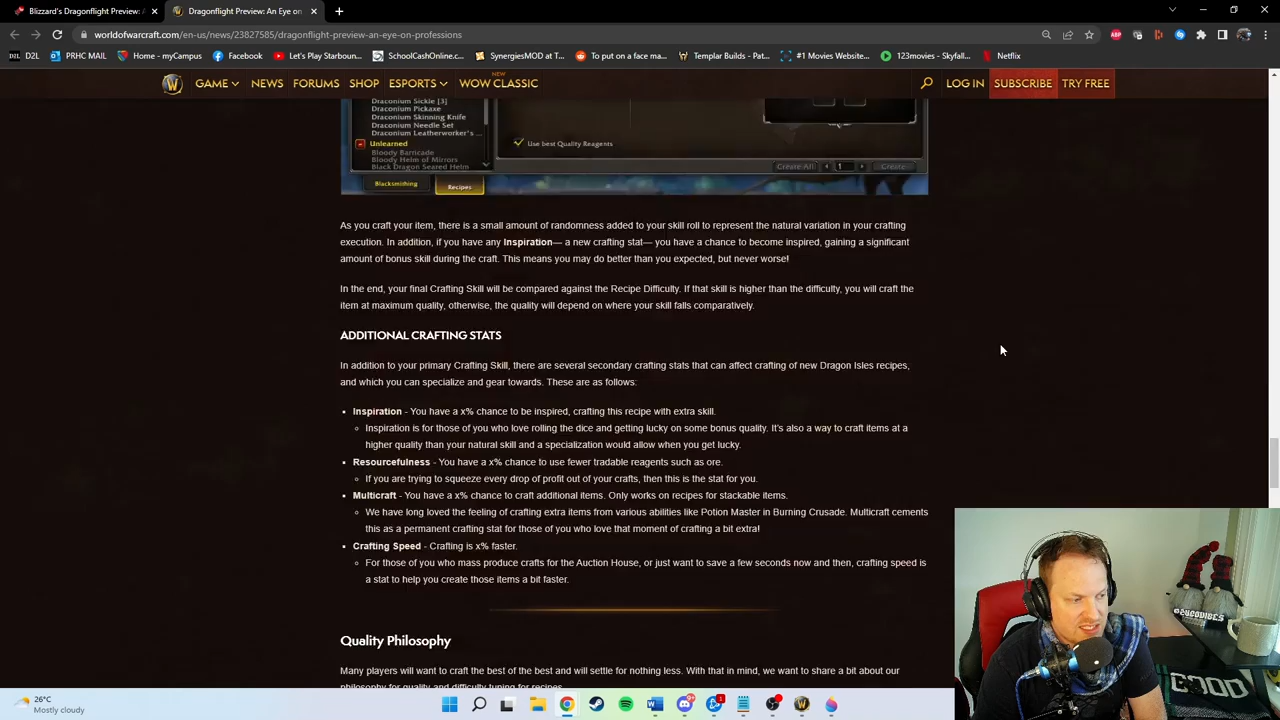 Blizzard's Dragonflight Preview: A
Dragonflight Preview: An Eye on
worldofwarcraft.com/en-us/news/23827585/dragonflight-preview-an-eye-on-professions
D2L D2L PRHC MAIL Home - myCampus Facebook Let's Play Starboun... SchoolCashOnline.c... SynergiesMOD at T... To put on a face ma... Templar Builds - Pat... #1 Movies Website... 123movies - Skyfall... Netflix
GAME NEWS FORUMS SHOP ESPORTS NEW WOW CLASSIC LOG IN SUBSCRIBE TRY FREE
Draconium Sickle [3]
Draconium Pickaxe
Draconium Skinning Knife
Draconium Needle Set
Draconium Leatherworker's ...
Unlearned
Bloody Barricade
Bloody Helm of Mirrors
Black Dragon Seared Helm
Use best Quality Reagents
Create All 1 Create
Blacksmithing Recipes
As you craft your item, there is a small amount of randomness added to your skill roll to represent the natural variation in your crafting
execution. In addition, if you have any Inspiration— a new crafting stat— you have a chance to become inspired, gaining a significant
amount of bonus skill during the craft. This means you may do better than you expected, but never worse!
In the end, your final Crafting Skill will be compared against the Recipe Difficulty. If that skill is higher than the difficulty, you will craft the
item at maximum quality, otherwise, the quality will depend on where your skill falls comparatively.
ADDITIONAL CRAFTING STATS
In addition to your primary Crafting Skill, there are several secondary crafting stats that can affect crafting of new Dragon Isles recipes,
and which you can specialize and gear towards. These are as follows:
Inspiration - You have a x% chance to be inspired, crafting this recipe with extra skill.
Inspiration is for those of you who love rolling the dice and getting lucky on some bonus quality. It's also a way to craft items at a
higher quality than your natural skill and a specialization would allow when you get lucky.
Resourcefulness - You have a x% chance to use fewer tradable reagents such as ore.
If you are trying to squeeze every drop of profit out of your crafts, then this is the stat for you.
Multicraft - You have a x% chance to craft additional items. Only works on recipes for stackable items.
We have long loved the feeling of crafting extra items from various abilities like Potion Master in Burning Crusade. Multicraft cements
this as a permanent crafting stat for those of you who love that moment of crafting a bit extra!
Crafting Speed - Crafting is x% faster.
For those of you who mass produce crafts for the Auction House, or just want to save a few seconds now and then, crafting speed is
a stat to help you create those items a bit faster.
Quality Philosophy
Many players will want to craft the best of the best and will settle for nothing less. With that in mind, we want to share a bit about our
philosophy for quality and difficulty tuning for recipes.
26°C
Mostly cloudy
GOOD